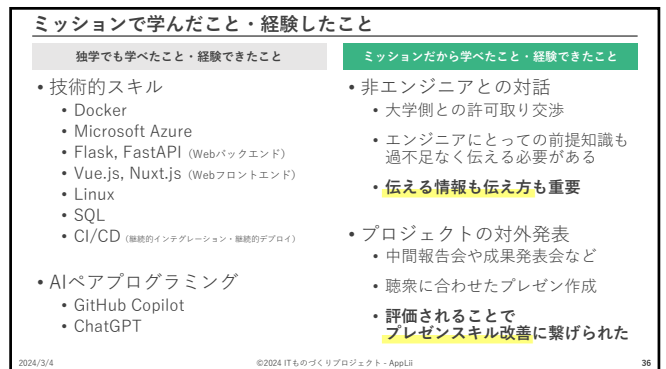 ミッションで学んだこと・経験したこと
独学でも学べたこと・経験できたこと
• 技術的スキル
• Docker
• Microsoft Azure
• Flask, FastAPI（Webバックエンド）
• Vue.js, Nuxt.js（Webフロントエンド）
• Linux
• SQL
• CI/CD（継続的インテグレーション・継続的デプロイ）
• AIペアプログラミング
• GitHub Copilot
• ChatGPT
ミッションだから学べたこと・経験できたこと
• 非エンジニアとの対話
• 大学側との許可取り交渉
• エンジニアにとっての前提知識も
過不足なく伝える必要がある
• 伝える情報も伝え方も重要
• プロジェクトの対外発表
• 中間報告会や成果発表会など
• 聴衆に合わせたプレゼン作成
• 評価されることで
プレゼンスキル改善に繋げられた
2024/3/4
©2024 ITものづくりプロジェクト - AppLii
36